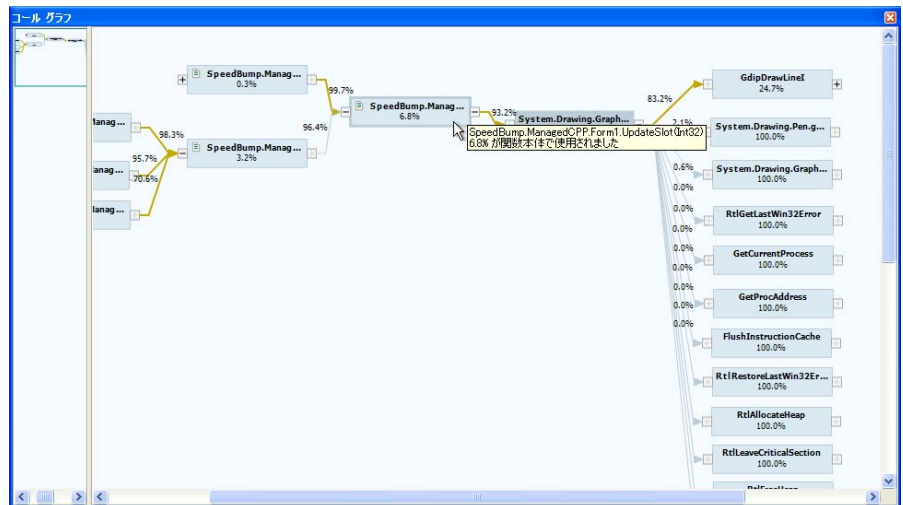 コール グラフ
SpeedBump.Manag...
0.3%
99.7%
SpeedBump.Manag...
6.8%
93.2%
System.Drawing.Graph...
SpeedBump.ManagedCPP.Form1.UpdateSlot(Int32)
6.8% が関数本体で使用されました
96.4%
SpeedBump.Manag...
3.2%
98.3%
95.7%
70.6%
Manag...
anag...
Manag...
83.2%
GdipDrawLineI
24.7%
2.1%
System.Drawing.Pen.g...
100.0%
0.6%
System.Drawing.Graph...
100.0%
0.0%
0.0%
RtlGetLastWin32Error
100.0%
0.0%
0.0%
GetCurrentProcess
100.0%
0.0%
0.0%
GetProcAddress
100.0%
0.0%
0.0%
FlushInstructionCache
100.0%
RtlRestoreLastWin32Er...
100.0%
RtlAllocateHeap
100.0%
RtlLeaveCriticalSection
100.0%